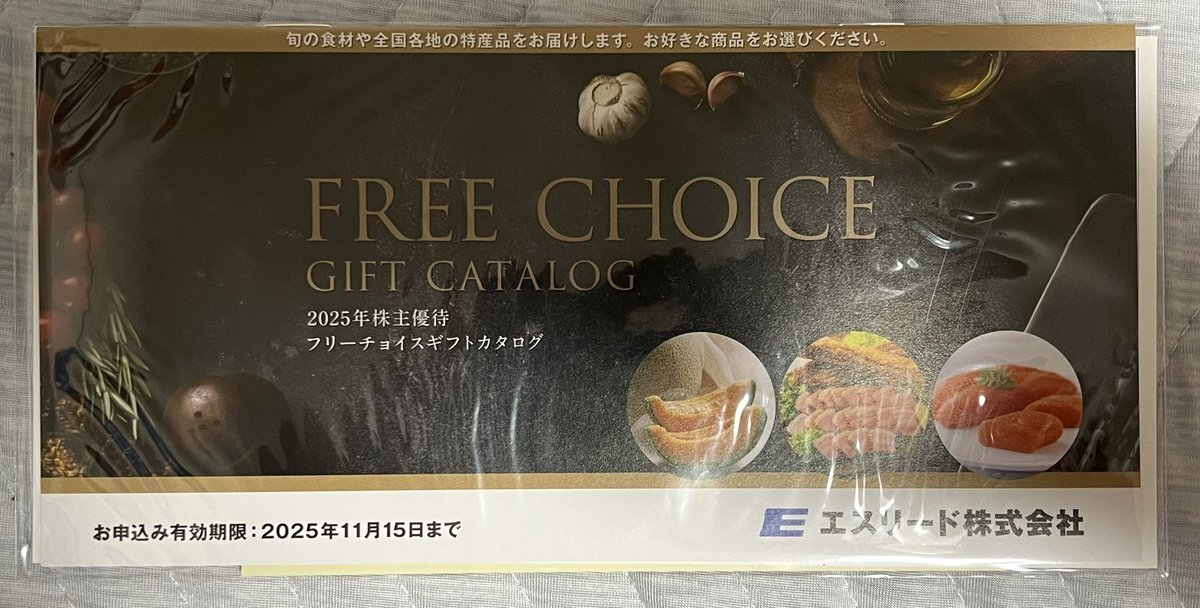 旬の食材や全国各地の特産品をお届けします。お好きな商品をお選びください。
FREE CHOICE
GIFT CATALOG
2025年株主優待
フリーチョイスギフトカタログ
お申込み有効期限:2025年11月15日まで
エスリード株式会社